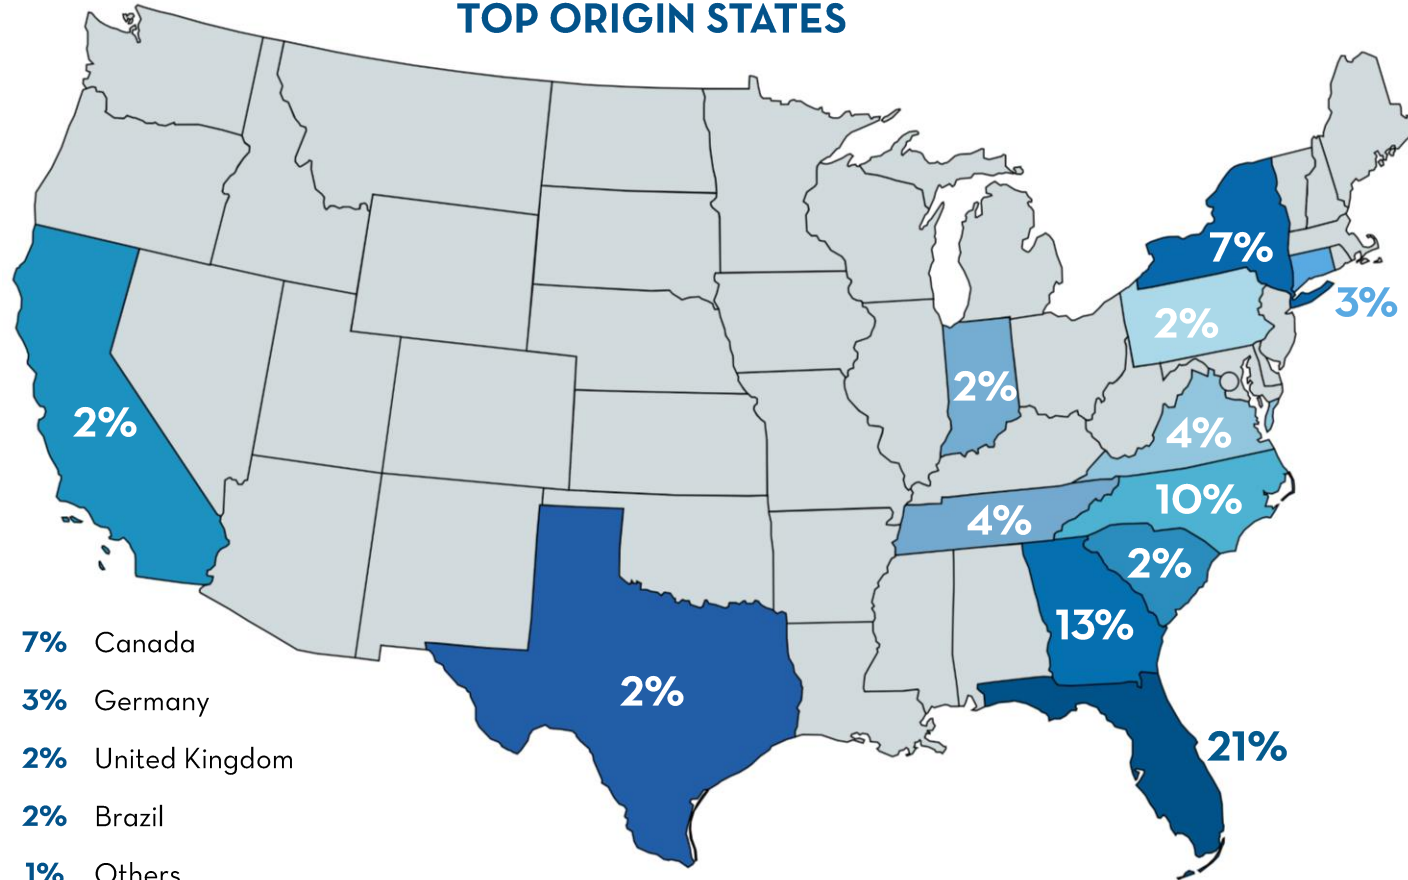 TOP ORIGIN STATES
7%
3%
2%
2%
2%
4%
10%
4%
2%
13%
2%
21%
7% Canada
3% Germany
2% United Kingdom
2% Brazil
1% Others